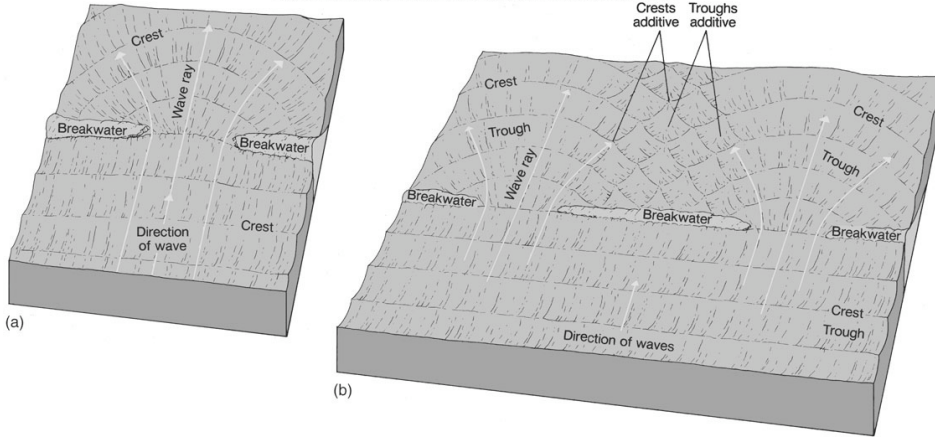 Crest
Wave ray
Breakwater
Breakwater
Direction
of wave
Crest
(a)
Crests
additive
Troughs
additive
Crest
Trough
Wave ray
Crest
Trough
Breakwater
Breakwater
Breakwater
Crest
Trough
Direction of waves
(b)